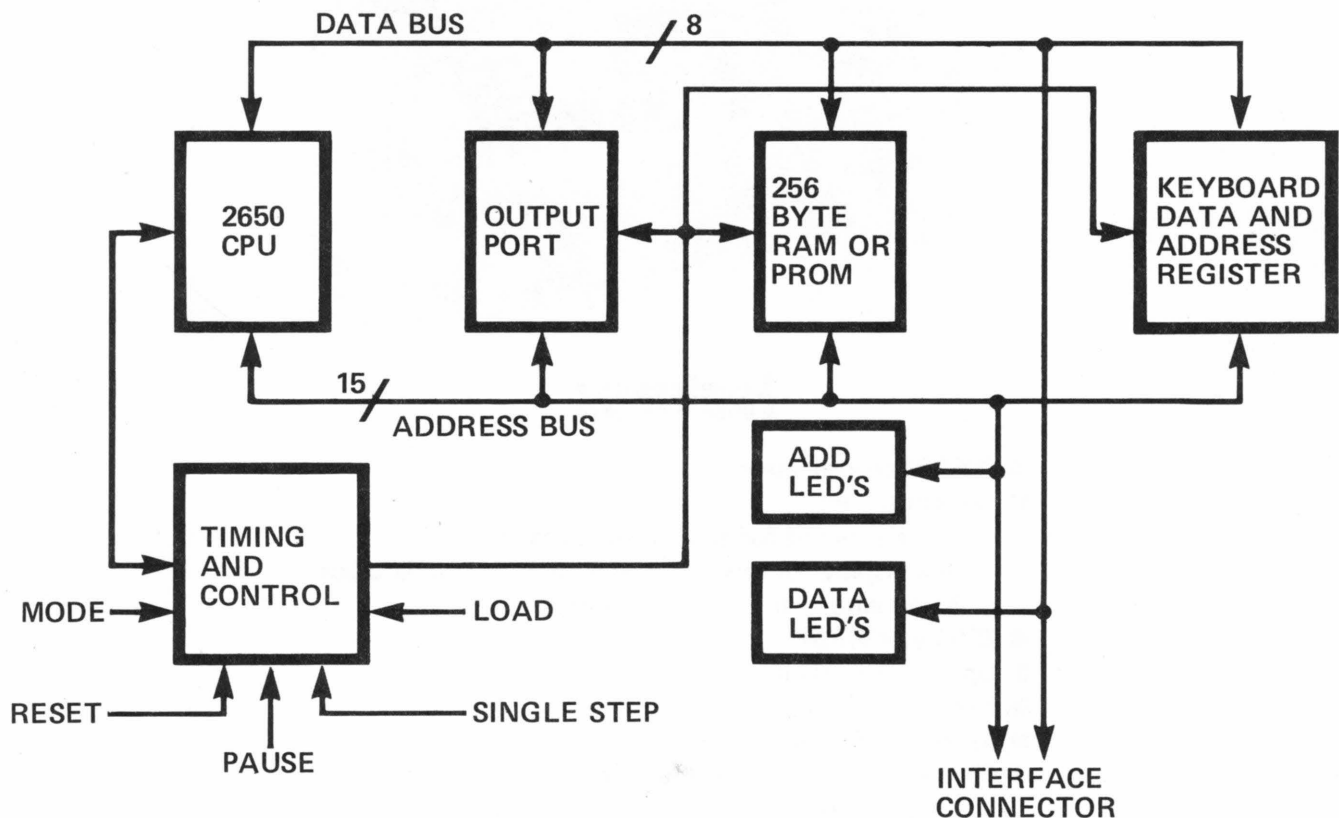 DATA BUS
8
2650
CPU
OUTPUT
PORT
256
BYTE
RAM OR
PROM
KEYBOARD
DATA AND
ADDRESS
REGISTER
15
ADDRESS BUS
TIMING
AND
CONTROL
MODE
LOAD
RESET
PAUSE
SINGLE STEP
ADD
LED'S
DATA
LED'S
INTERFACE
CONNECTOR